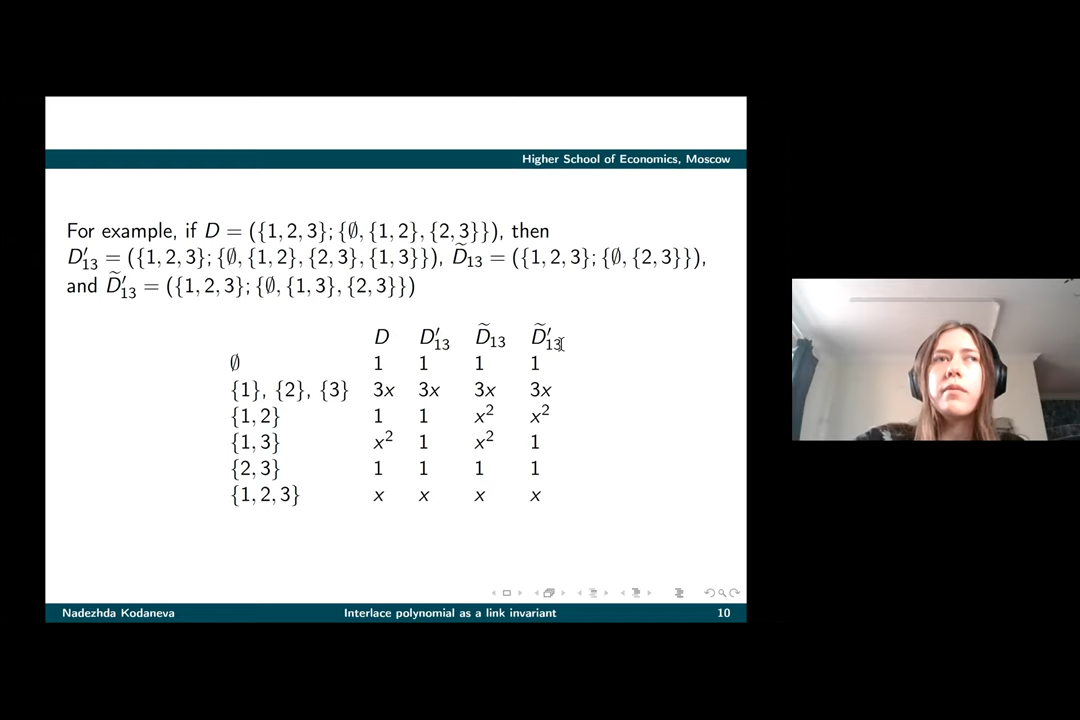 Higher School of Economics, Moscow
For example, if D = ({1, 2, 3}; {∅, {1, 2}, {2, 3}}), then
D′₁₃ = ({1, 2, 3}; {∅, {1, 2}, {2, 3}, {1, 3}}), D̃₁₃ = ({1, 2, 3}; {∅, {2, 3}}),
and D̃′₁₃ = ({1, 2, 3}; {∅, {1, 3}, {2, 3}})
D D′₁₃ D̃₁₃ D̃′₁₃
∅ 1 1 1 1
{1}, {2}, {3} 3x 3x 3x 3x
{1, 2} 1 1 x² x²
{1, 3} x² 1 x² 1
{2, 3} 1 1 1 1
{1, 2, 3} x x x x
Nadezhda Kodaneva Interlace polynomial as a link invariant 10